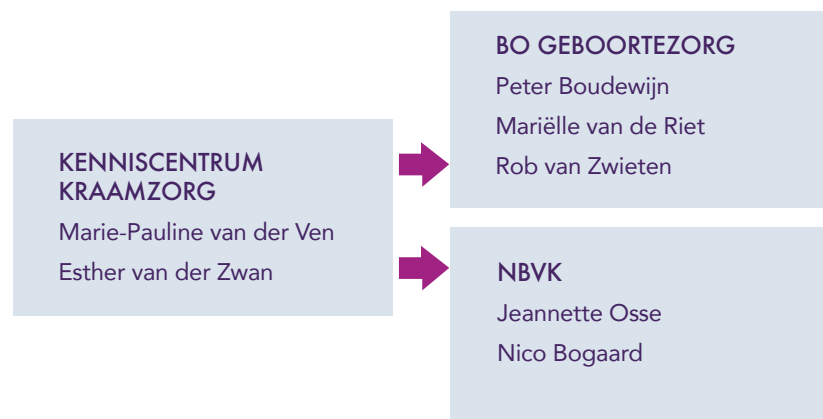 KENNISCENTRUM
KRAAMZORG
Marie-Pauline van der Ven
Esther van der Zwan
BO GEBOORTEZORG
Peter Boudewijn
Mariëlle van de Riet
Rob van Zwieten
NBVK
Jeannette Osse
Nico Bogaard